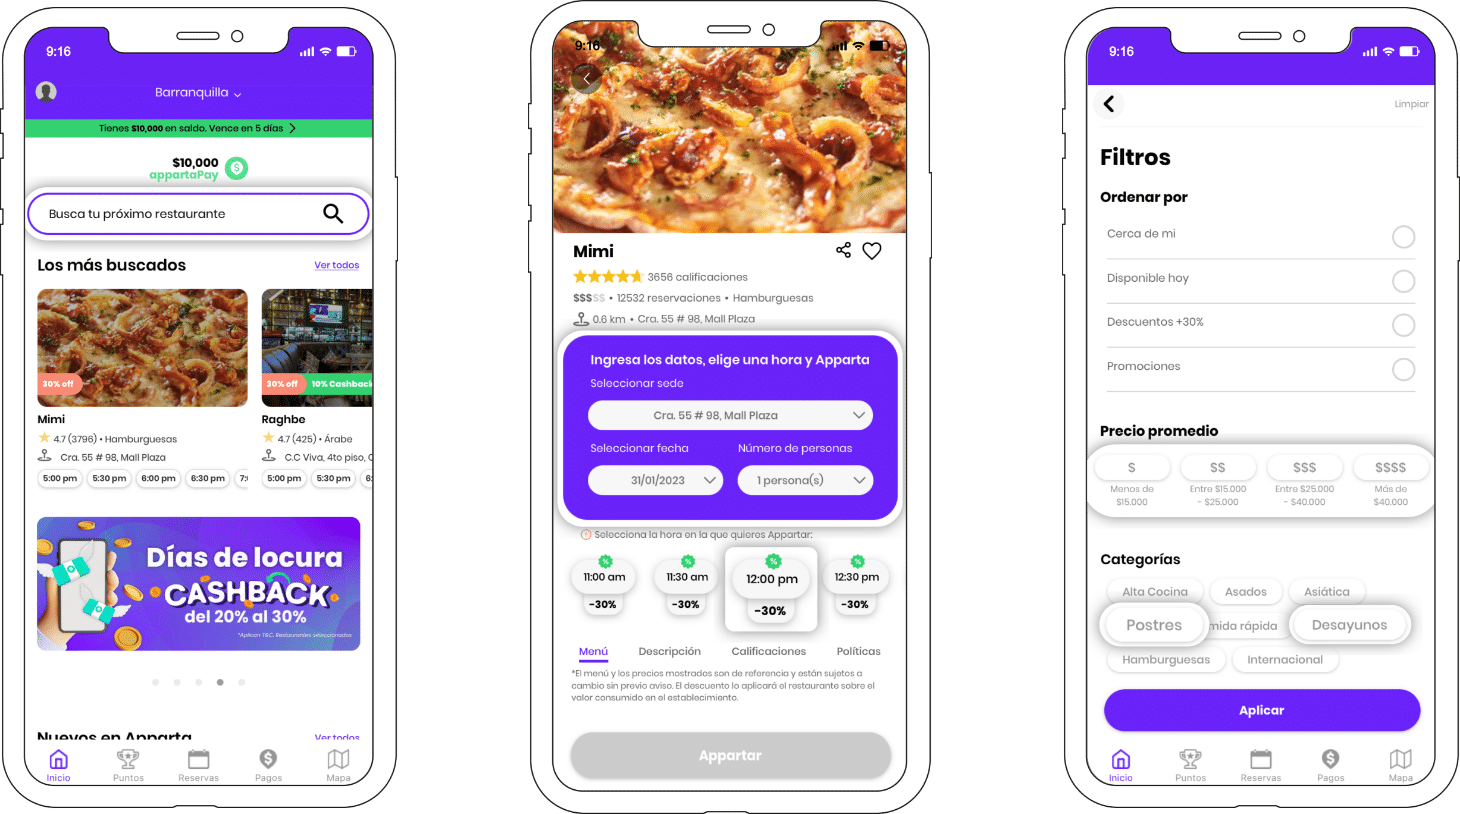 9:16
Barranquilla
Tienes $10,000 en saldo. Vence en 5 días
$10,000
appartaPay
Busca tu próximo restaurante
Los más buscados
Ver todos
30% off
30% off
10% Cashback
Mimi
4.7 (3796) • Hamburguesas
Cra. 55 # 98, Mall Plaza
5:00 pm
5:30 pm
6:00 pm
6:30 pm
7:
Raghbe
4.7 (425) • Árabe
C.C Viva, 4to piso, C
5:00 pm
5:30 pm
6:
Días de locura
CASHBACK
del 20% al 30%
*Aplican T&C. Restaurantes seleccionados
Nuevos en Apparta
Ver todos
Inicio
Puntos
Reservas
Pagos
Mapa
9:16
Mimi
3656 calificaciones
$$$$$ • 12532 reservaciones • Hamburguesas
0.6 km • Cra. 55 # 98, Mall Plaza
Ingresa los datos, elige una hora y Apparta
Seleccionar sede
Cra. 55 # 98, Mall Plaza
Seleccionar fecha
Número de personas
31/01/2023
1 persona(s)
Selecciona la hora en la que quieres Appartar:
11:00 am
11:30 am
12:00 pm
12:30 pm
-30%
-30%
-30%
-30%
Menú
Descripción
Calificaciones
Políticas
*El menú y los precios mostrados son de referencia y están sujetos a
cambio sin previo aviso. El descuento lo aplicará el restaurante sobre el
valor consumido en el establecimiento.
Appartar
9:16
Limpiar
Filtros
Ordenar por
Cerca de mi
Disponible hoy
Descuentos +30%
Promociones
Precio promedio
$
$$
$$$
$$$$
Menos de
$15.000
Entre $15.000
- $25.000
Entre $25.000
- $40.000
Más de
$40.000
Categorías
Alta Cocina
Asados
Asiática
Postres
mida rápida
Desayunos
Hamburguesas
Internacional
Aplicar
Inicio
Puntos
Reservas
Pagos
Mapa